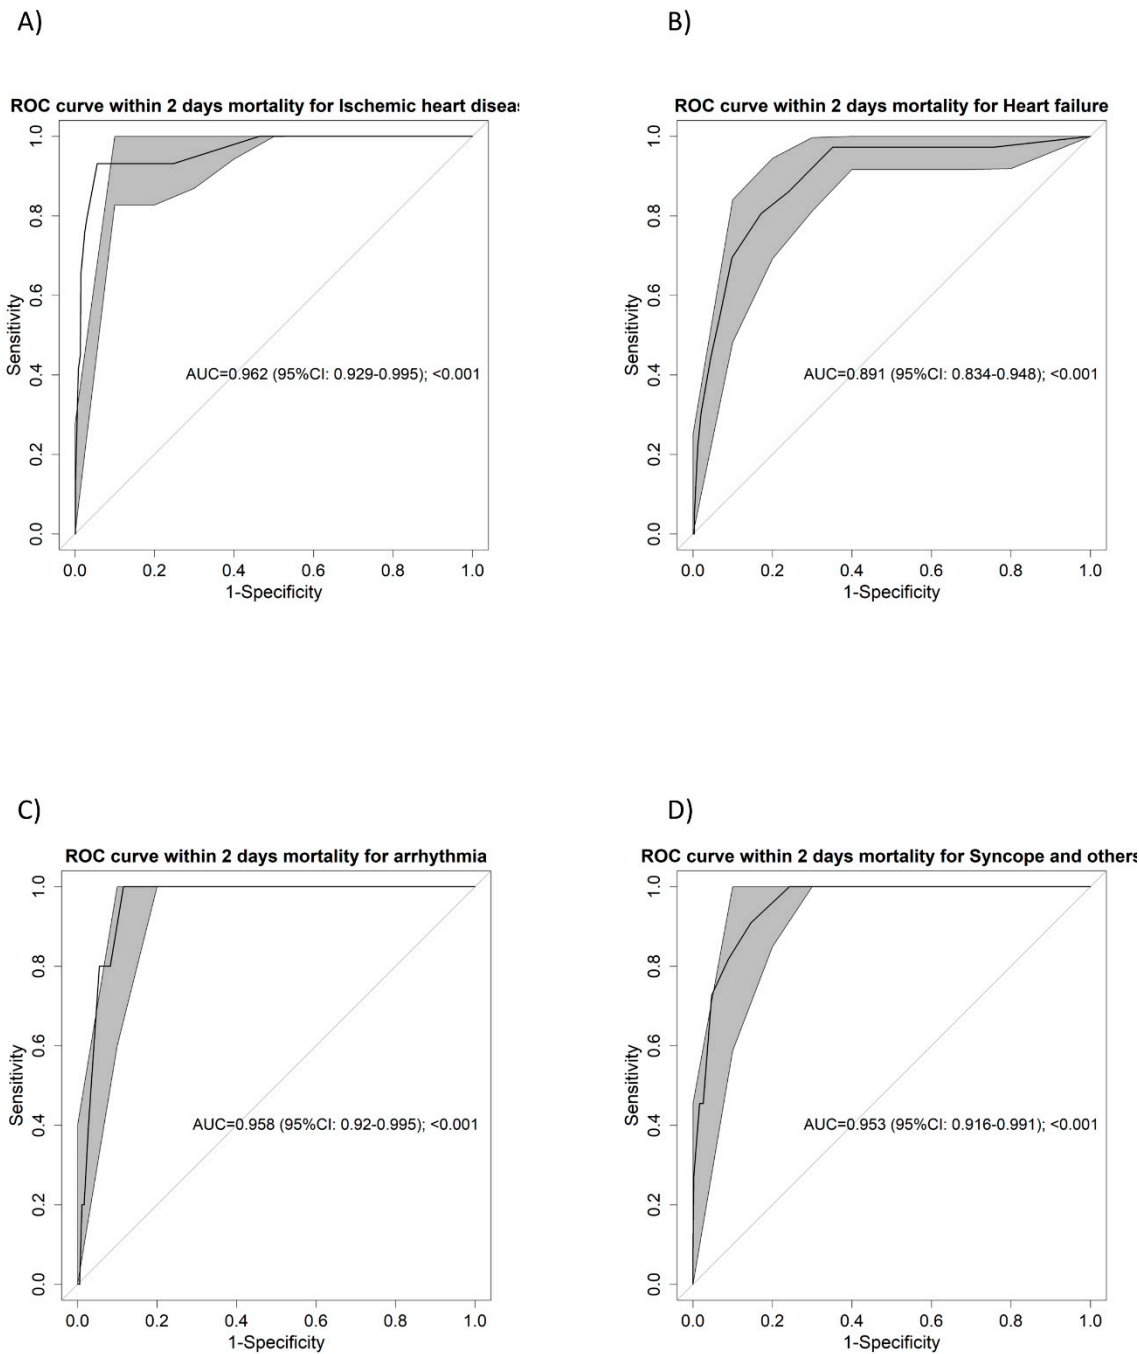 A)
ROC curve within 2 days mortality for Ischemic heart diseas
1.0
0.8
0.6
0.4
0.2
0.0
Sensitivity
AUC=0.962 (95%CI: 0.929-0.995); <0.001
0.0 0.2 0.4 0.6 0.8 1.0
1-Specificity
B)
ROC curve within 2 days mortality for Heart failure
1.0
0.8
0.6
0.4
0.2
0.0
Sensitivity
AUC=0.891 (95%CI: 0.834-0.948); <0.001
0.0 0.2 0.4 0.6 0.8 1.0
1-Specificity
C)
ROC curve within 2 days mortality for arrhythmia
1.0
0.8
0.6
0.4
0.2
0.0
Sensitivity
AUC=0.958 (95%CI: 0.92-0.995); <0.001
0.0 0.2 0.4 0.6 0.8 1.0
1-Specificity
D)
ROC curve within 2 days mortality for Syncope and others
1.0
0.8
0.6
0.4
0.2
0.0
Sensitivity
AUC=0.953 (95%CI: 0.916-0.991); <0.001
0.0 0.2 0.4 0.6 0.8 1.0
1-Specificity